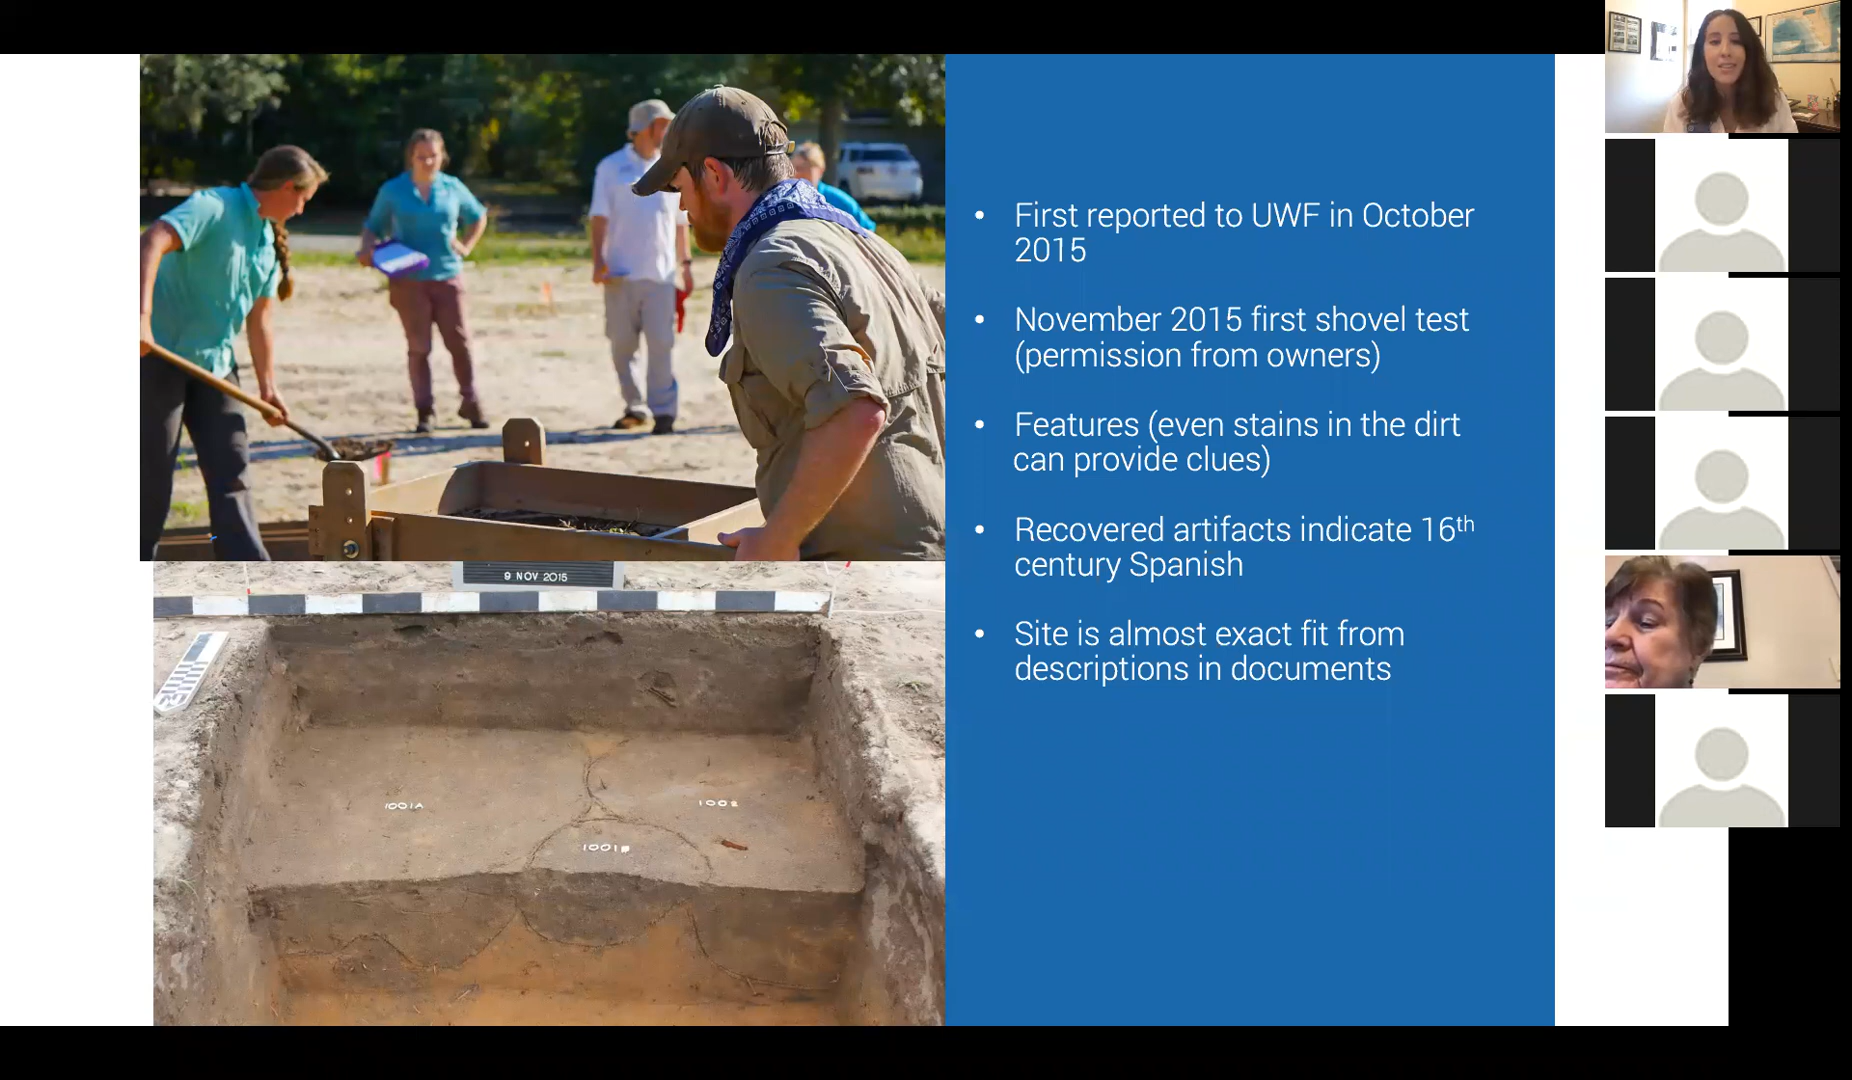 • First reported to UWF in October
2015
• November 2015 first shovel test
(permission from owners)
• Features (even stains in the dirt
can provide clues)
• Recovered artifacts indicate 16th
century Spanish
• Site is almost exact fit from
descriptions in documents
9 NOV 2015
1001A
1002
1001B